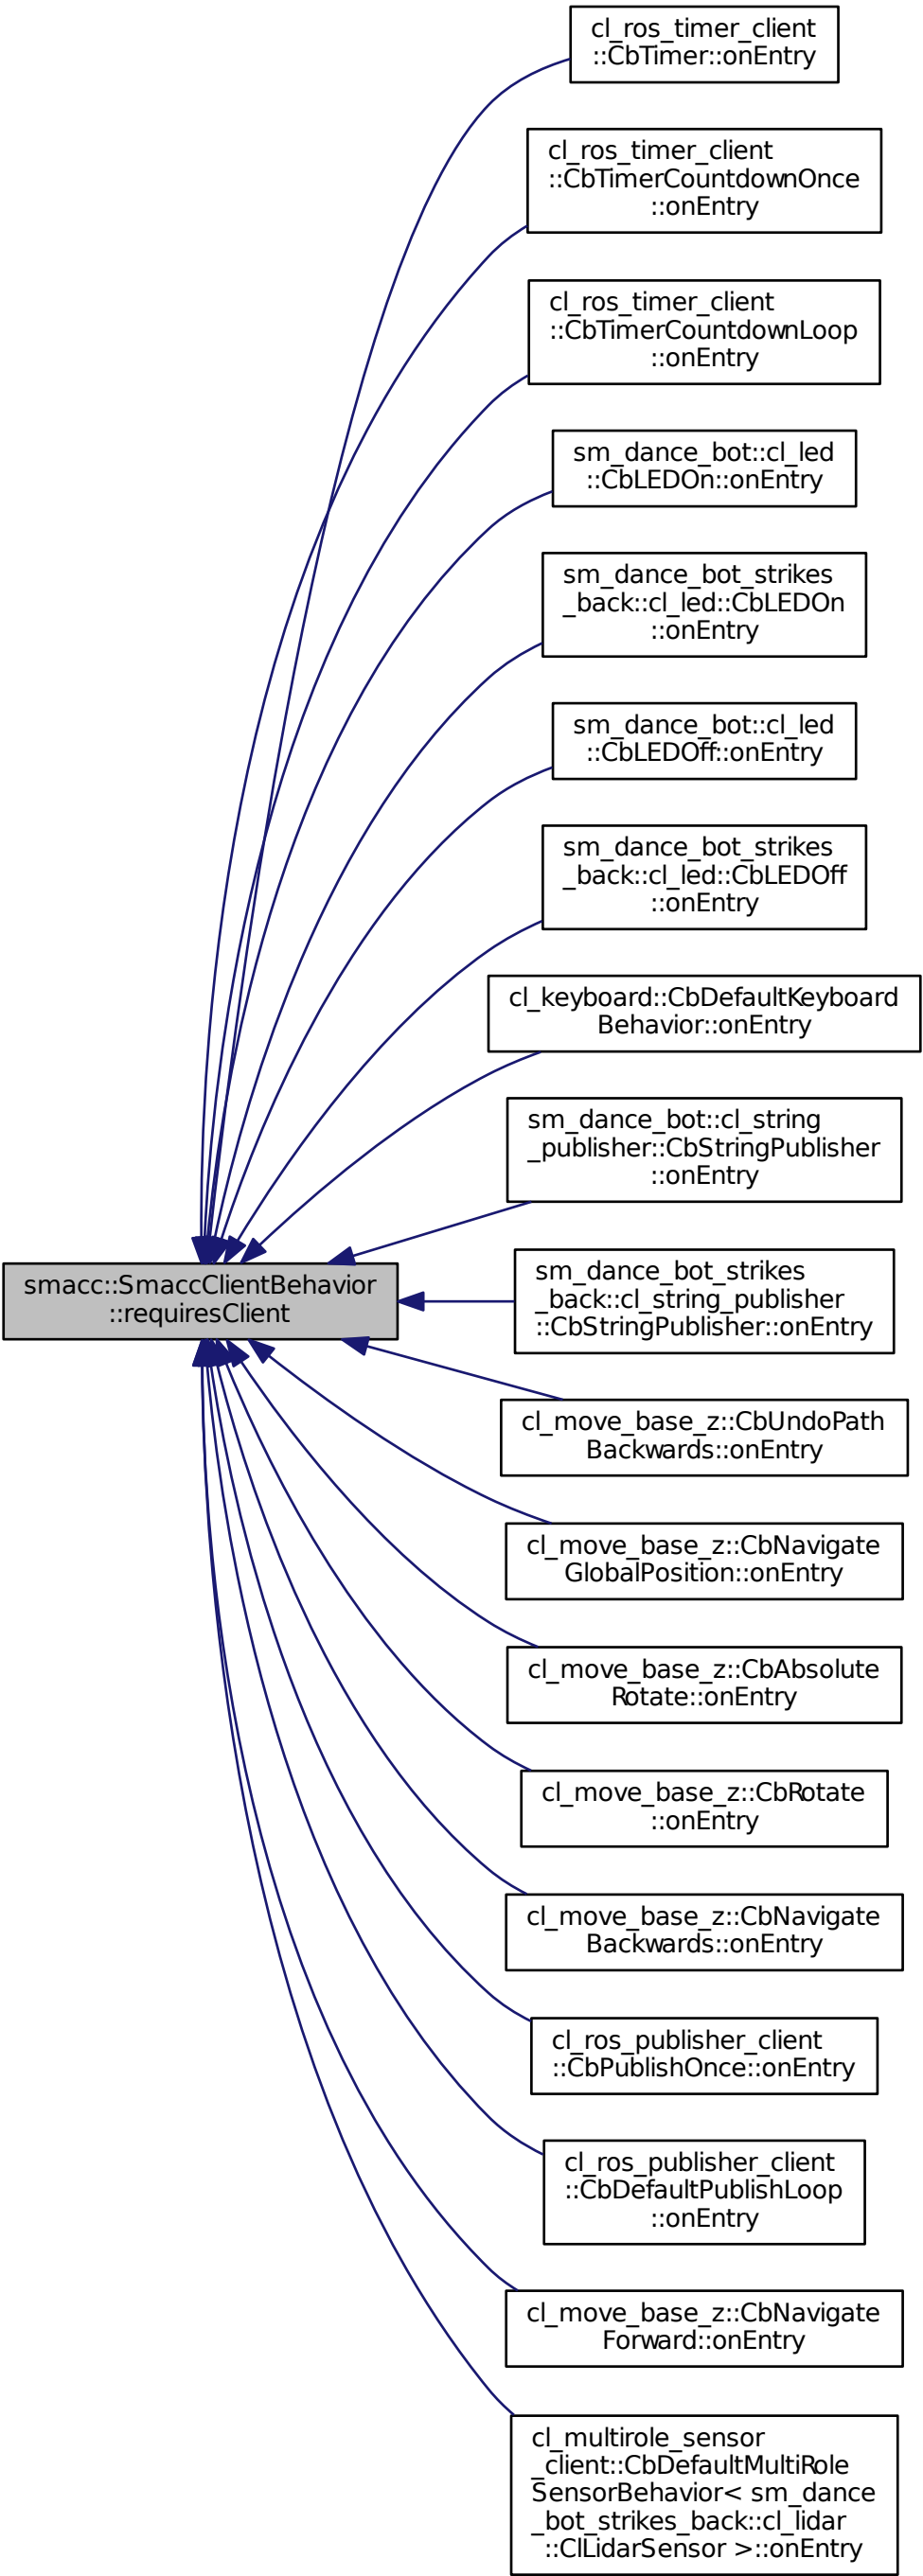 cl_ros_timer_client
::CbTimer::onEntry
cl_ros_timer_client
::CbTimerCountdownOnce
::onEntry
cl_ros_timer_client
::CbTimerCountdownLoop
::onEntry
sm_dance_bot::cl_led
::CbLEDOn::onEntry
sm_dance_bot_strikes
_back::cl_led::CbLEDOn
::onEntry
sm_dance_bot::cl_led
::CbLEDOff::onEntry
sm_dance_bot_strikes
_back::cl_led::CbLEDOff
::onEntry
cl_keyboard::CbDefaultKeyboard
Behavior::onEntry
sm_dance_bot::cl_string
_publisher::CbStringPublisher
::onEntry
smacc::SmaccClientBehavior
::requiresClient
sm_dance_bot_strikes
_back::cl_string_publisher
::CbStringPublisher::onEntry
cl_move_base_z::CbUndoPath
Backwards::onEntry
cl_move_base_z::CbNavigate
GlobalPosition::onEntry
cl_move_base_z::CbAbsolute
Rotate::onEntry
cl_move_base_z::CbRotate
::onEntry
cl_move_base_z::CbNavigate
Backwards::onEntry
cl_ros_publisher_client
::CbPublishOnce::onEntry
cl_ros_publisher_client
::CbDefaultPublishLoop
::onEntry
cl_move_base_z::CbNavigate
Forward::onEntry
cl_multirole_sensor
_client::CbDefaultMultiRole
SensorBehavior< sm_dance
_bot_strikes_back::cl_lidar
::ClLidarSensor >::onEntry